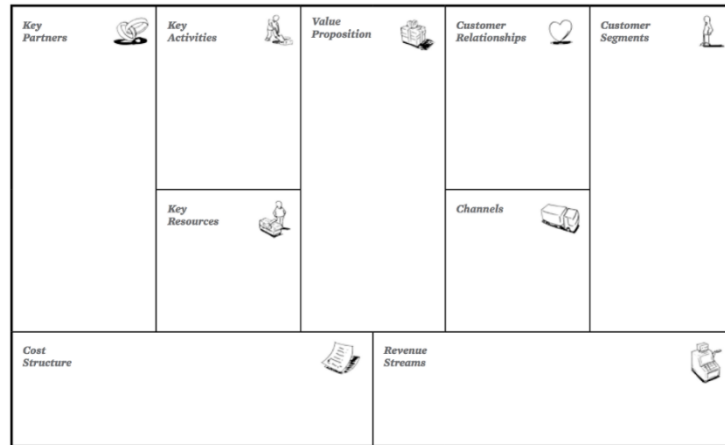 Key
Partners
Key
Activities
Value
Proposition
Customer
Relationships
Customer
Segments
Key
Resources
Channels
Cost
Structure
Revenue
Streams